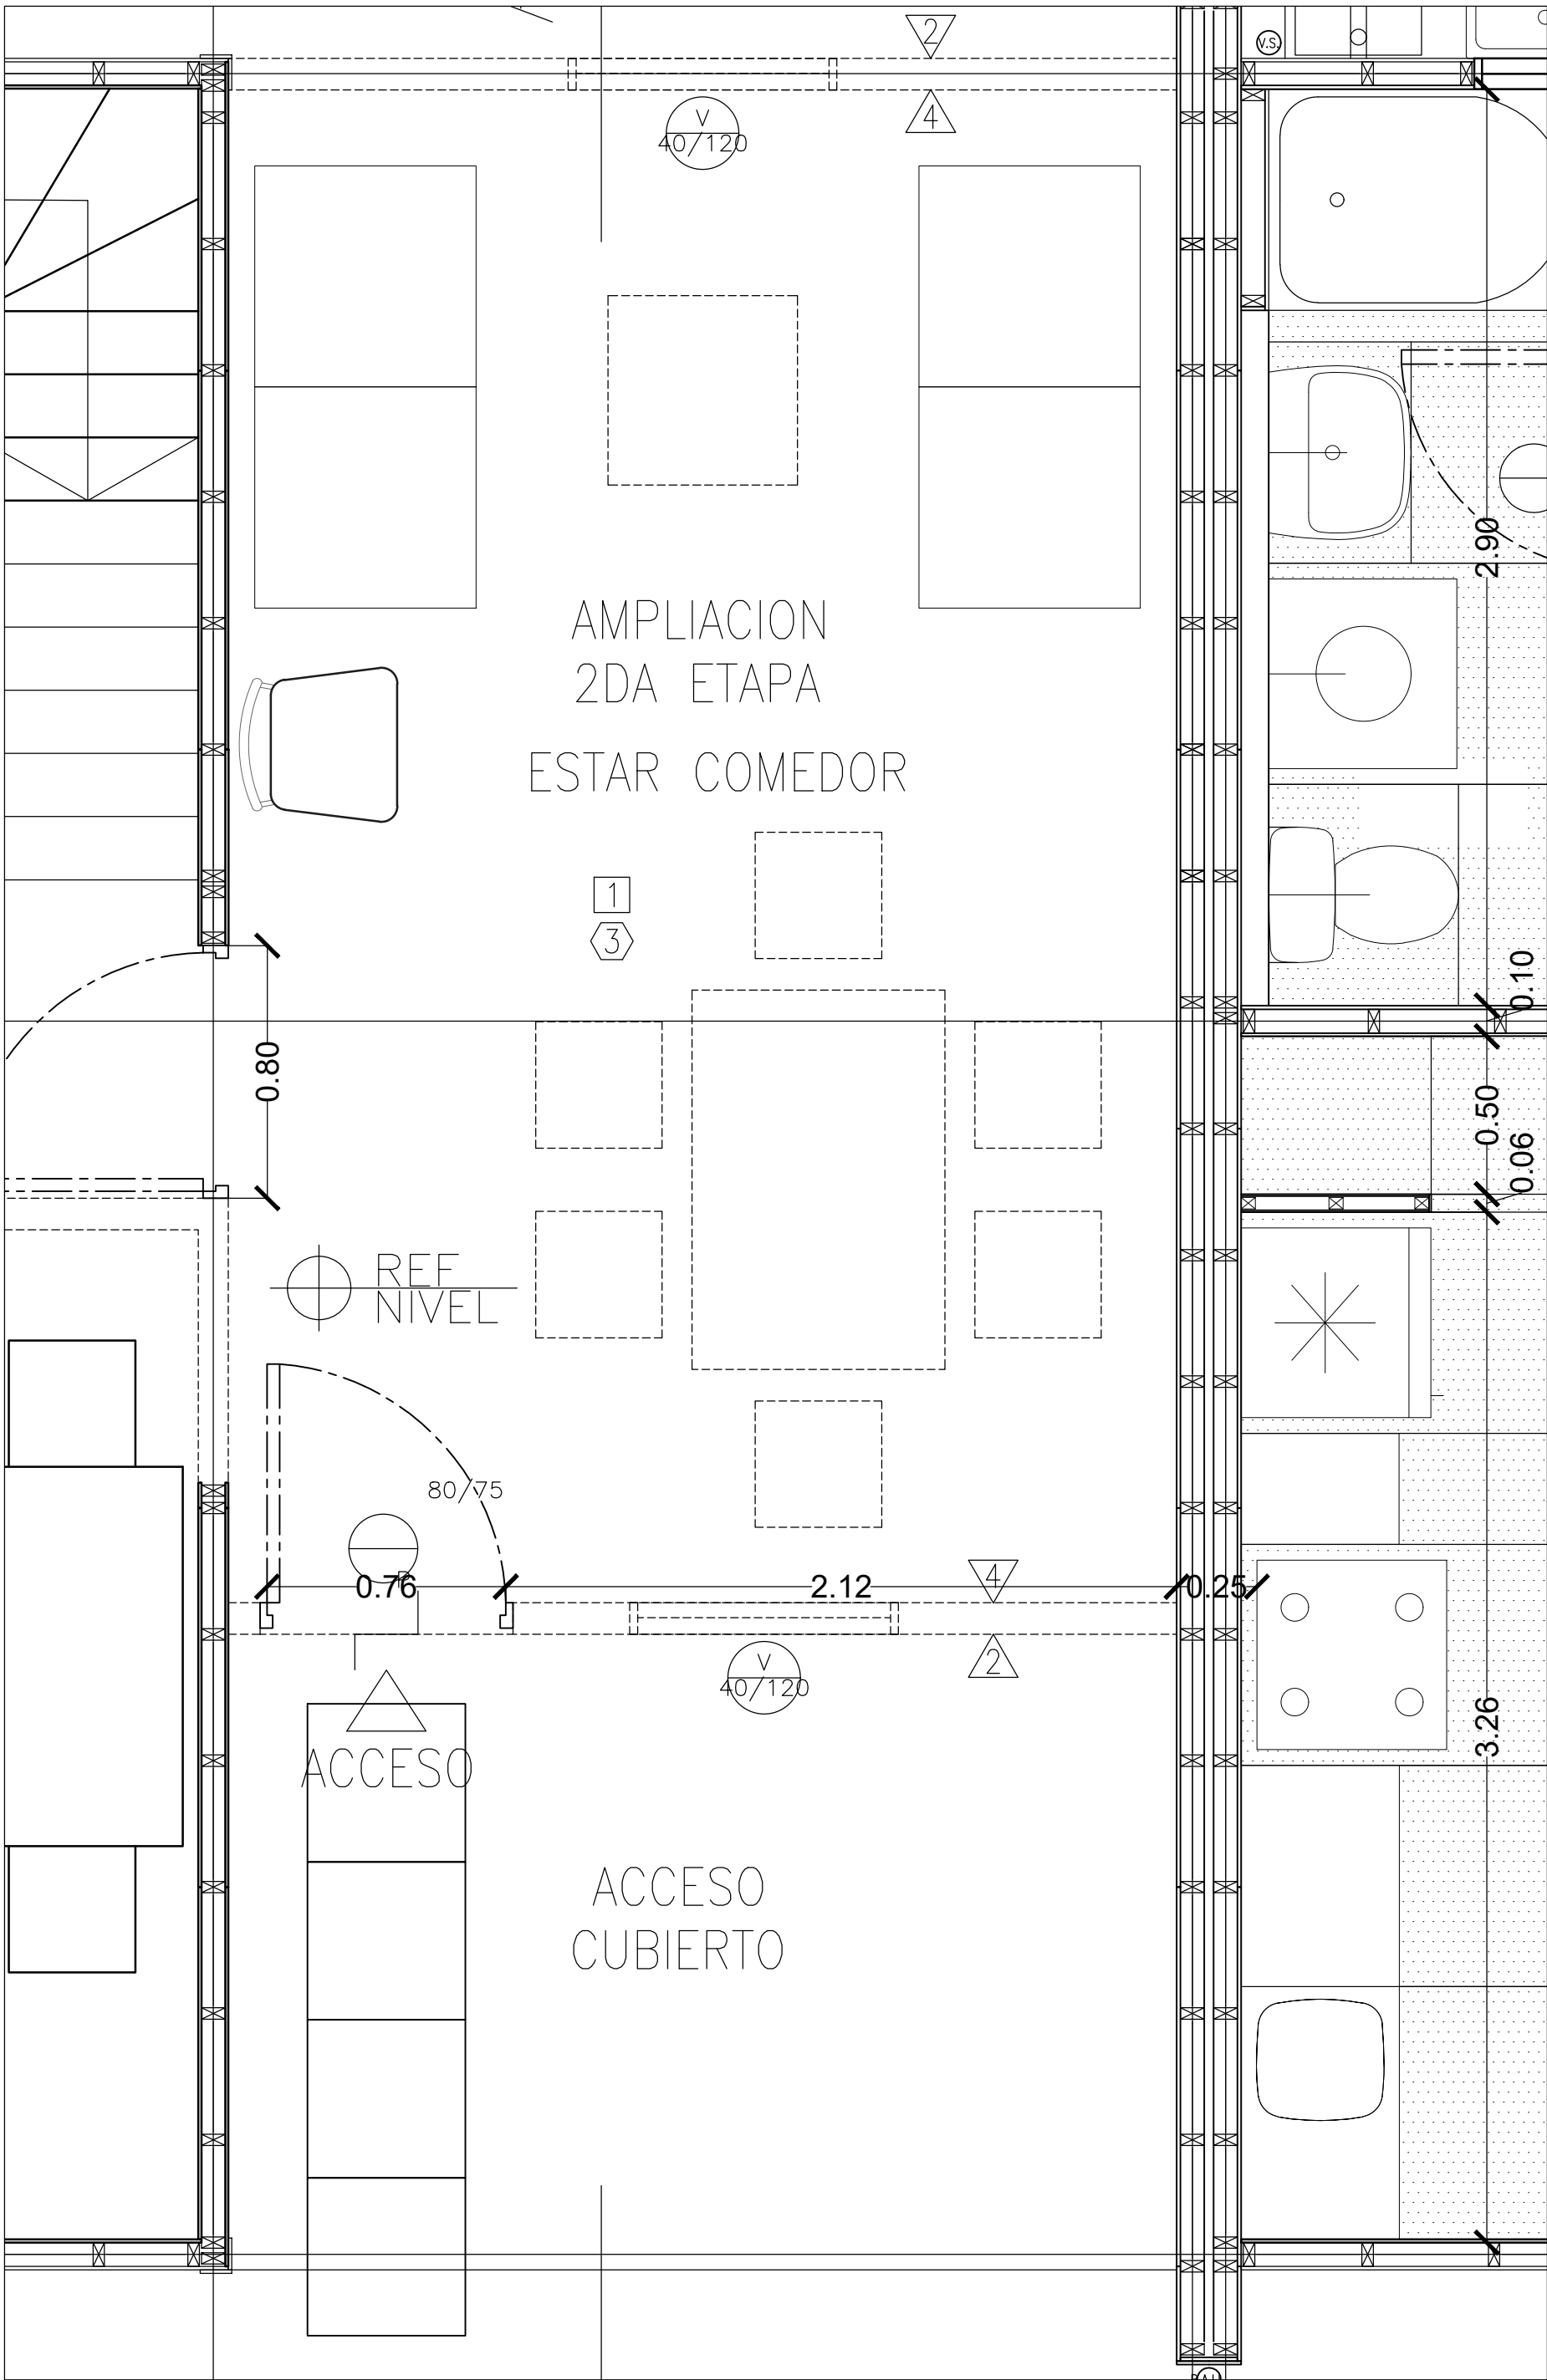 2
V.S.
4
V
40/120
AMPLIACION
2DA ETAPA
ESTAR COMEDOR
2.90
1
3
0.10
0.80
0.50
0.06
REF
NIVEL
80/75
P
0.76
2.12
4
0.25
2
V
40/120
3.26
ACCESO
ACCESO
CUBIERTO